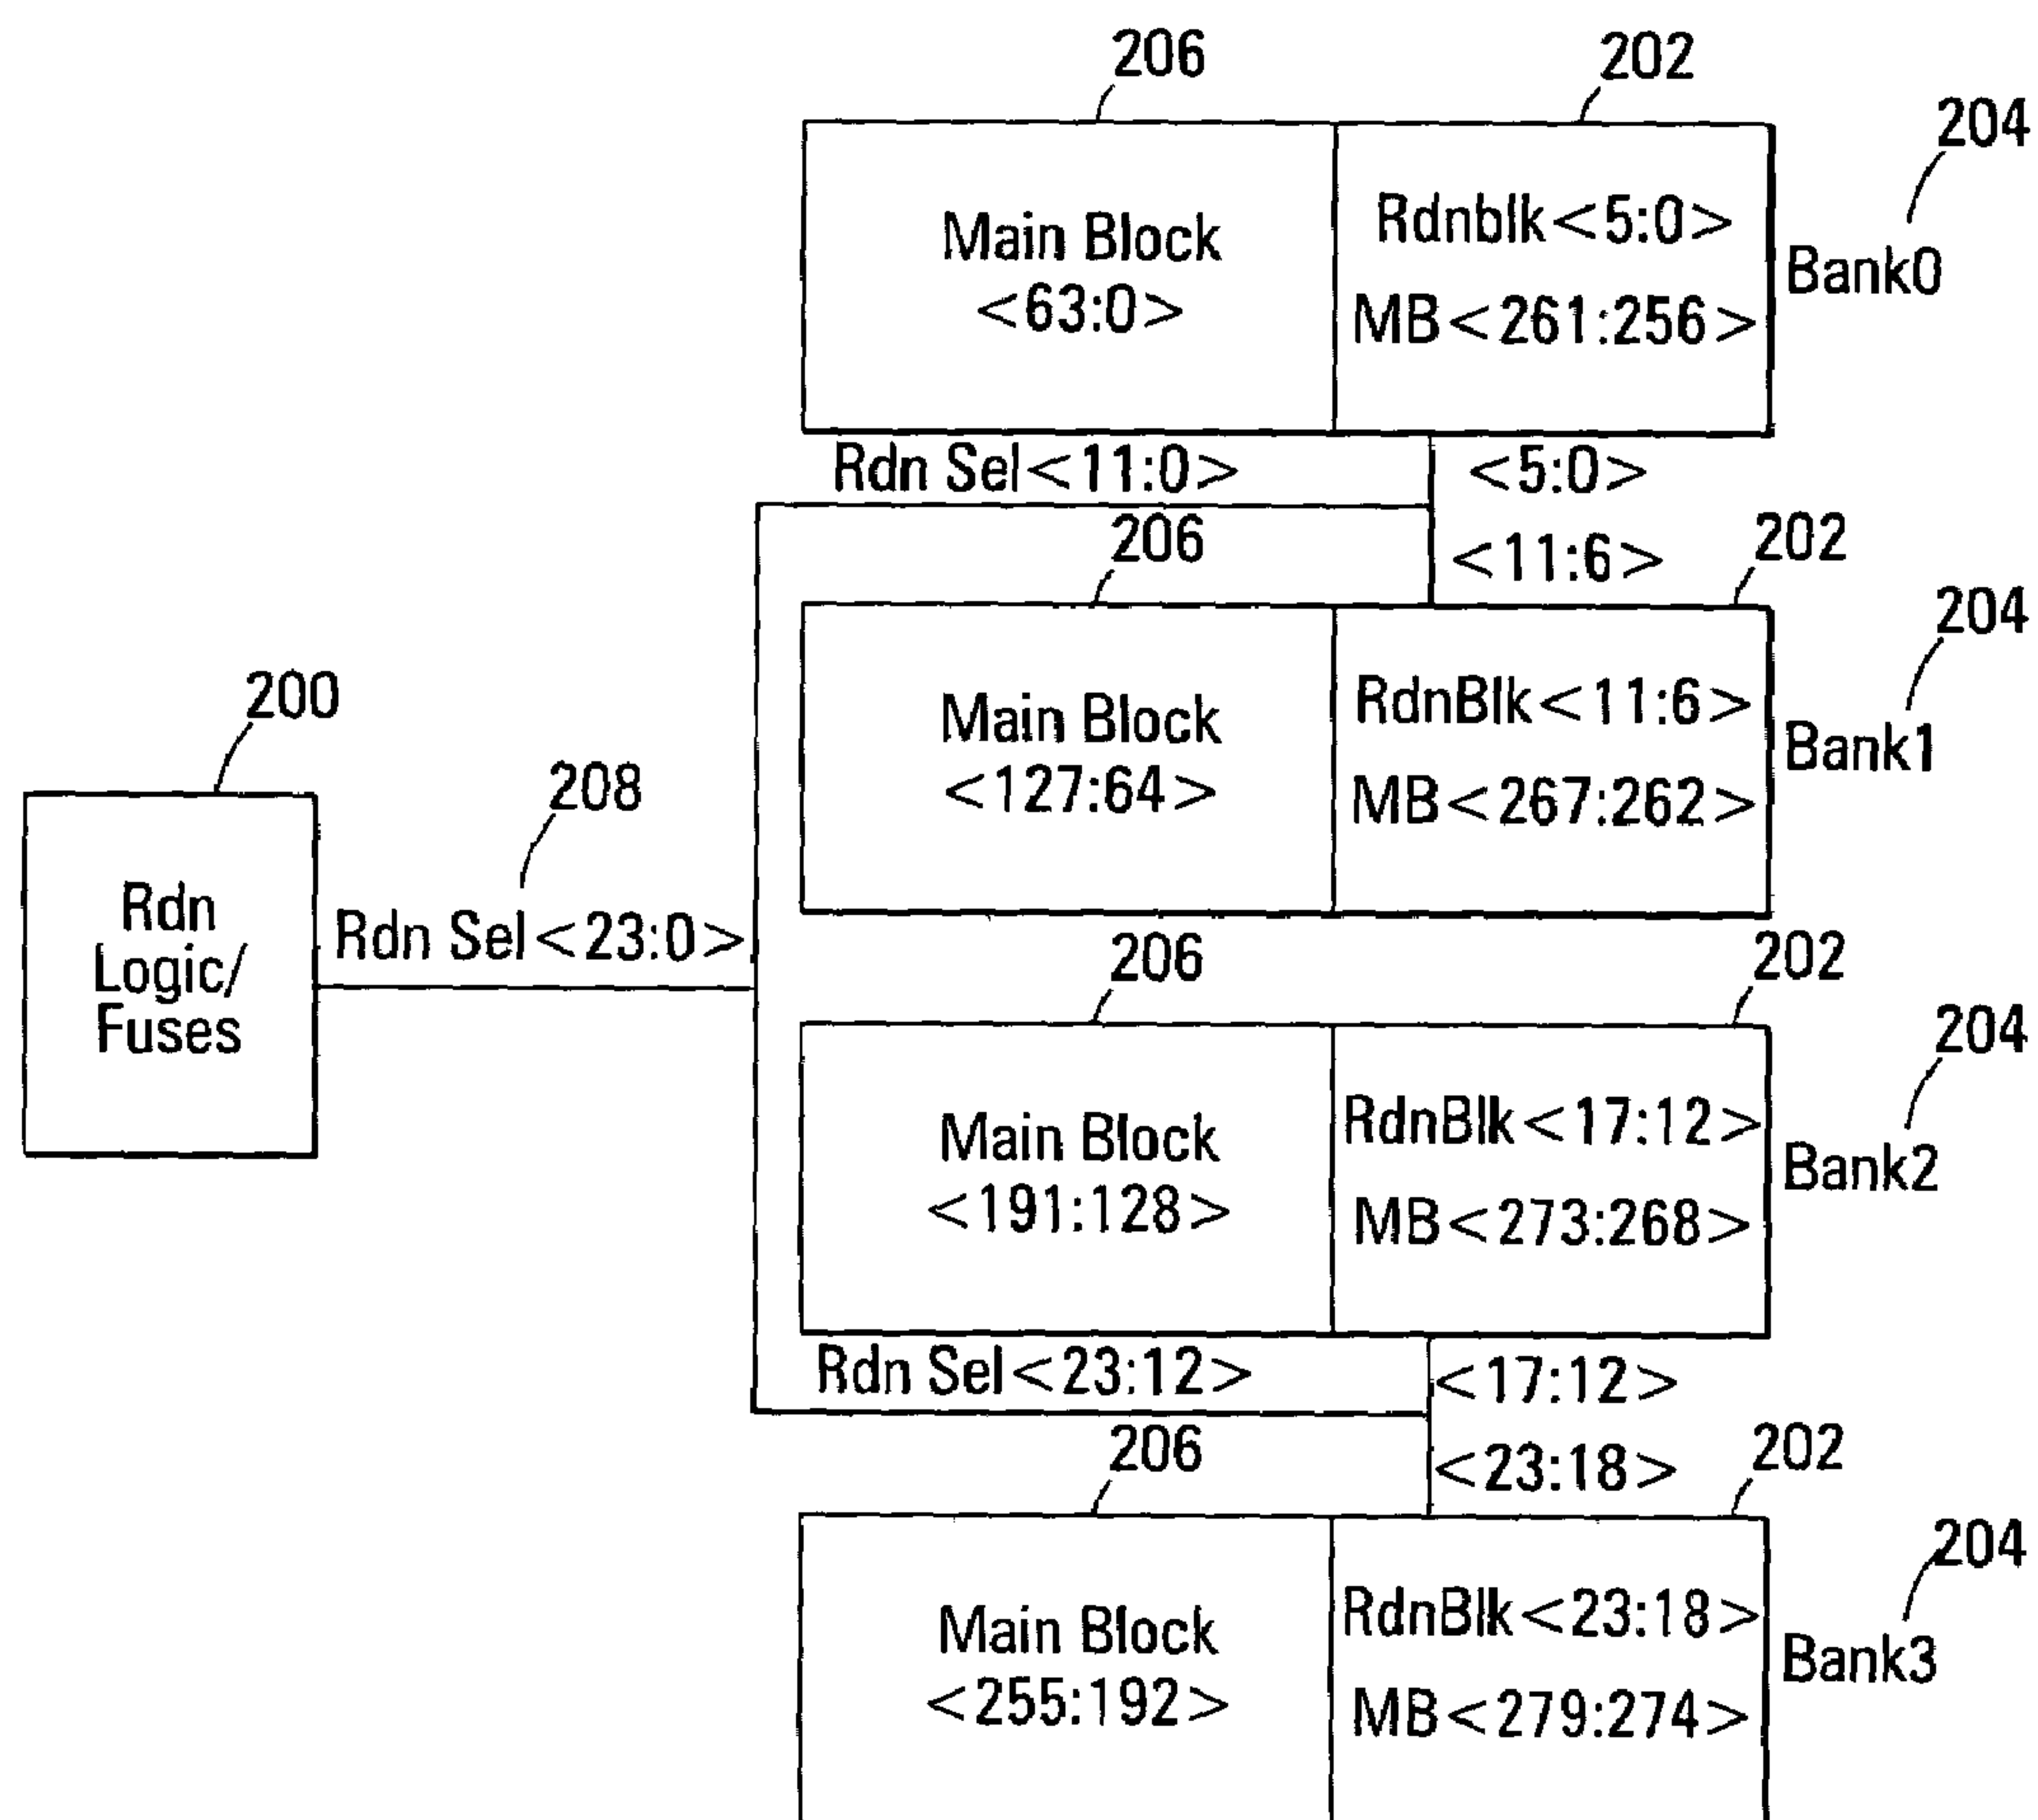 206
202
204
Main Block
<63:0>
Rdnblk<5:0>
MB<261:256>
Bank0
Rdn Sel<11:0>
<5:0>
<11:6>
206
202
204
Main Block
<127:64>
RdnBlk<11:6>
MB<267:262>
Bank1
200
Rdn
Logic/
Fuses
208
Rdn Sel<23:0>
206
202
204
Main Block
<191:128>
RdnBlk<17:12>
MB<273:268>
Bank2
Rdn Sel<23:12>
<17:12>
<23:18>
206
202
204
Main Block
<255:192>
RdnBlk<23:18>
MB<279:274>
Bank3